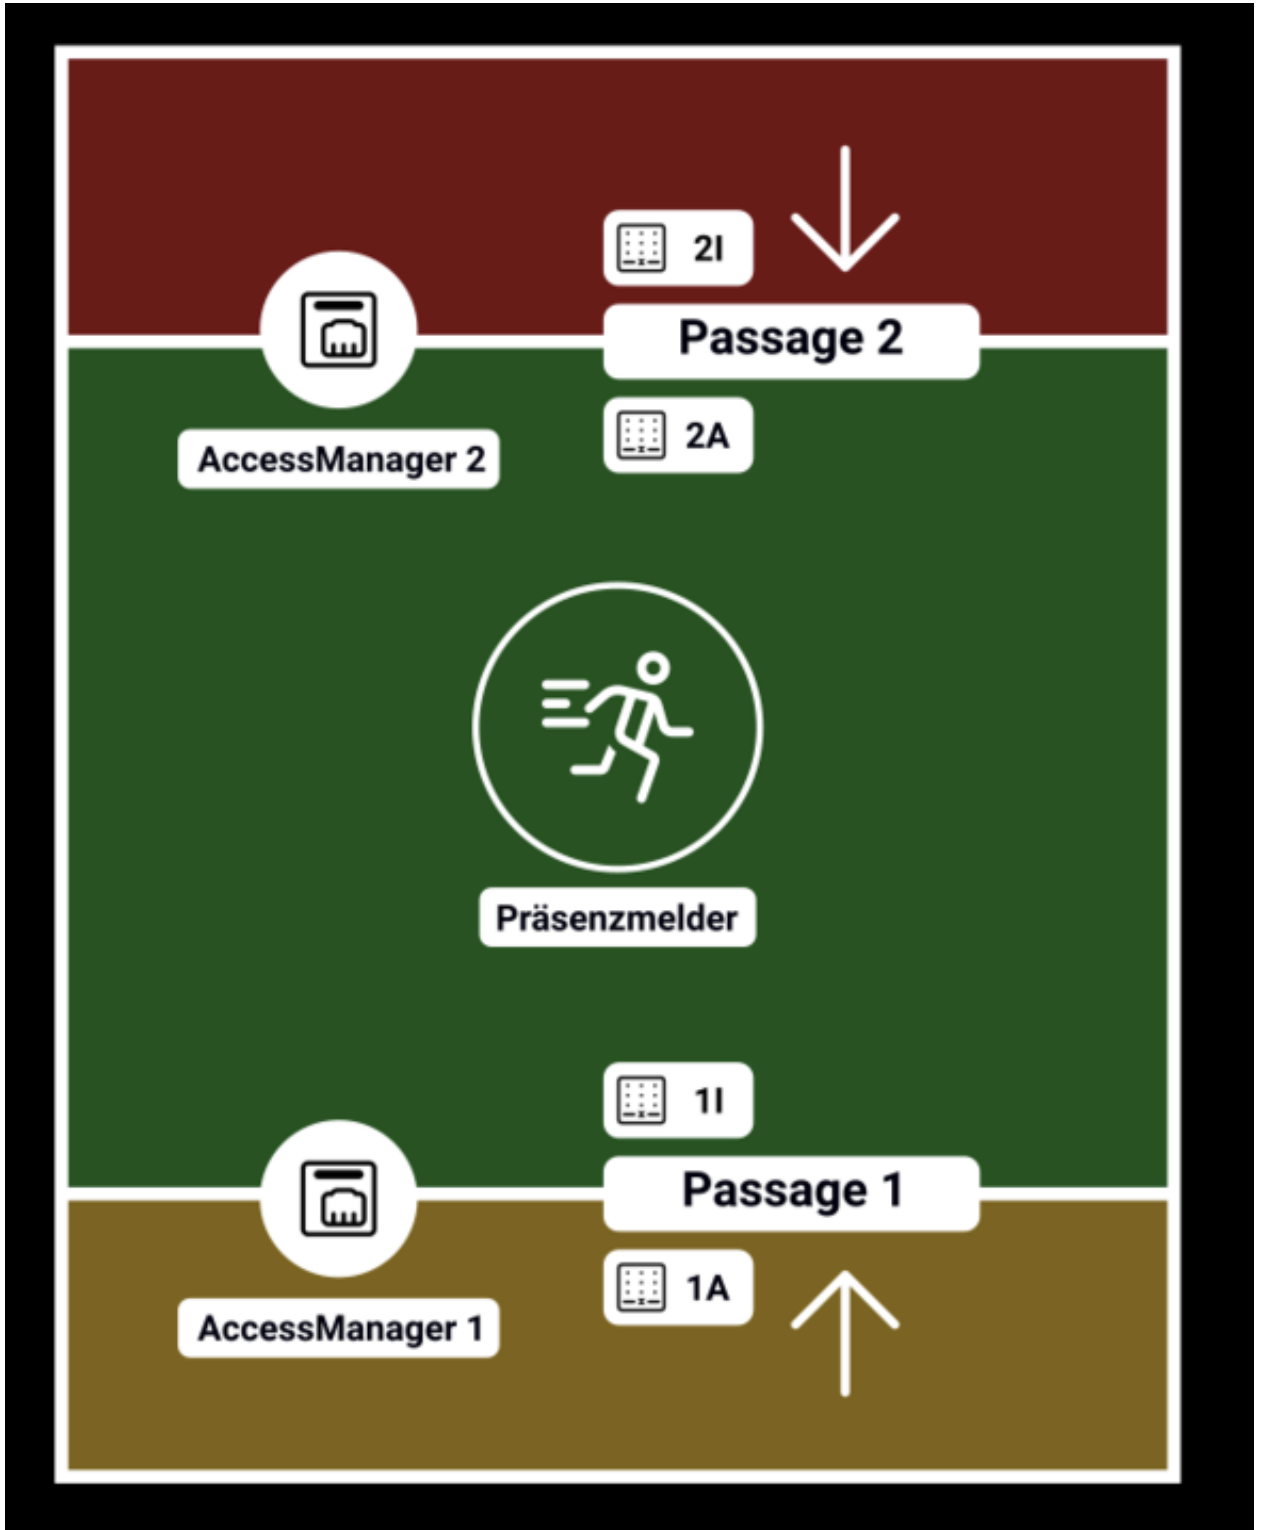 2I
Passage 2
2A
AccessManager 2
Präsenzmelder
1I
Passage 1
1A
AccessManager 1